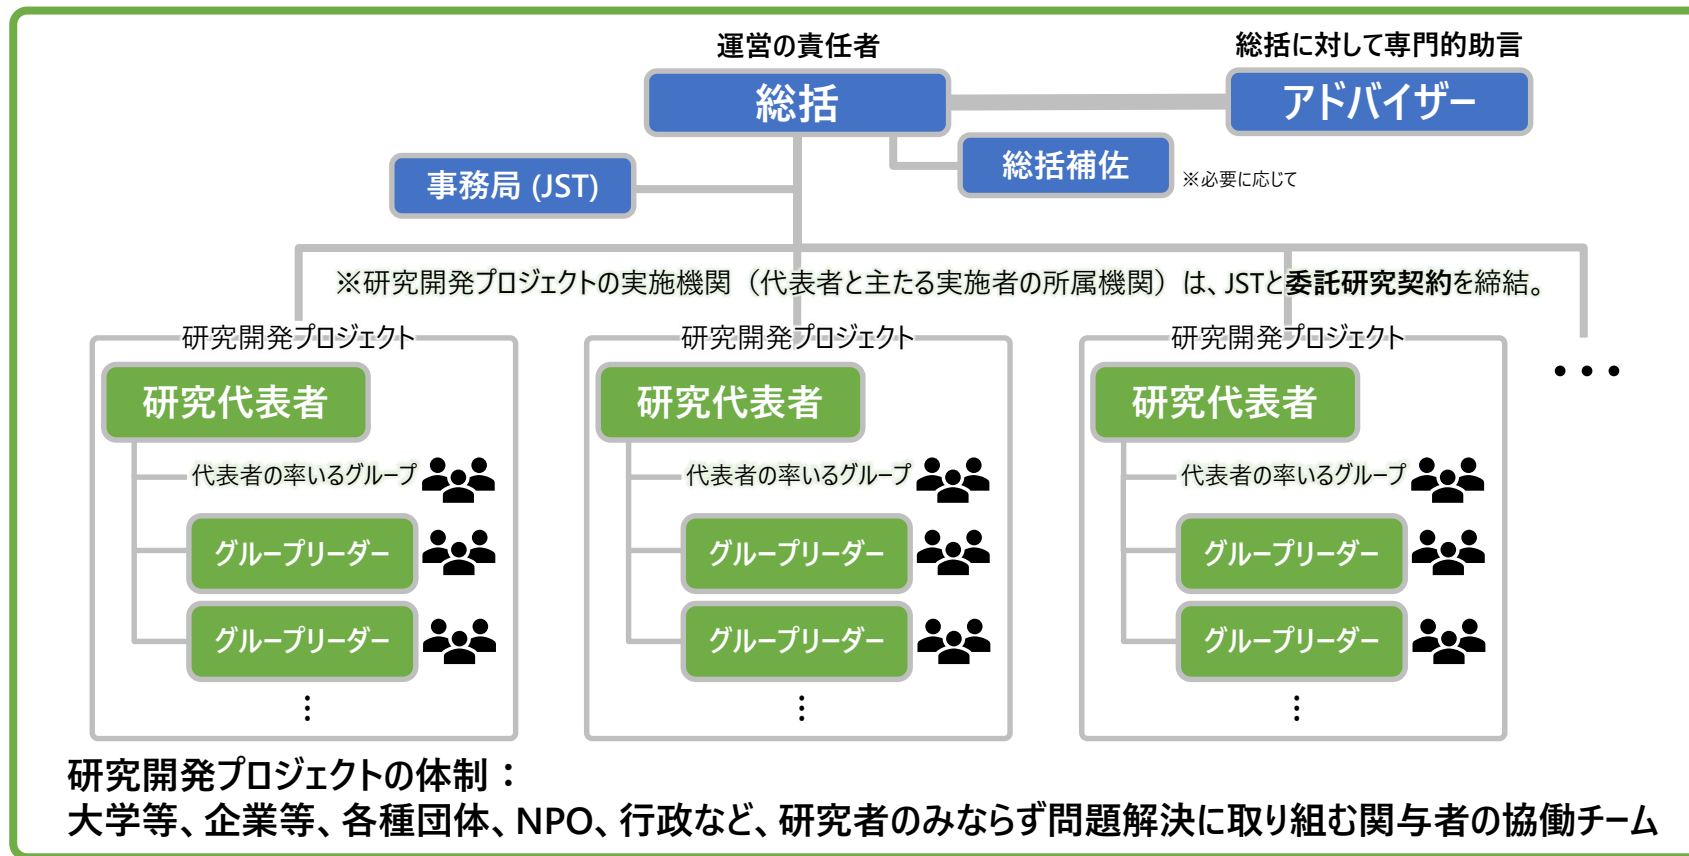 運営の責任者
総括に対して専門的助言
総括
アドバイザー
総括補佐
※必要に応じて
事務局 (JST)
※研究開発プロジェクトの実施機関（代表者と主たる実施者の所属機関）は、JSTと委託研究契約を締結。
研究開発プロジェクト
研究代表者
代表者の率いるグループ
グループリーダー
グループリーダー
⋮
研究開発プロジェクト
研究代表者
代表者の率いるグループ
グループリーダー
グループリーダー
⋮
研究開発プロジェクト
研究代表者
代表者の率いるグループ
グループリーダー
グループリーダー
⋮
・・・
研究開発プロジェクトの体制：
大学等、企業等、各種団体、NPO、行政など、研究者のみならず問題解決に取り組む関与者の協働チーム